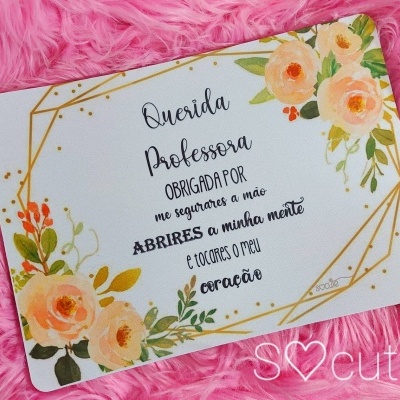 Querida
Professora
OBRIGADA POR
me segurares a mão
ABRIRES a minha mente
E TOCARES O MEU
coração
S♡cut